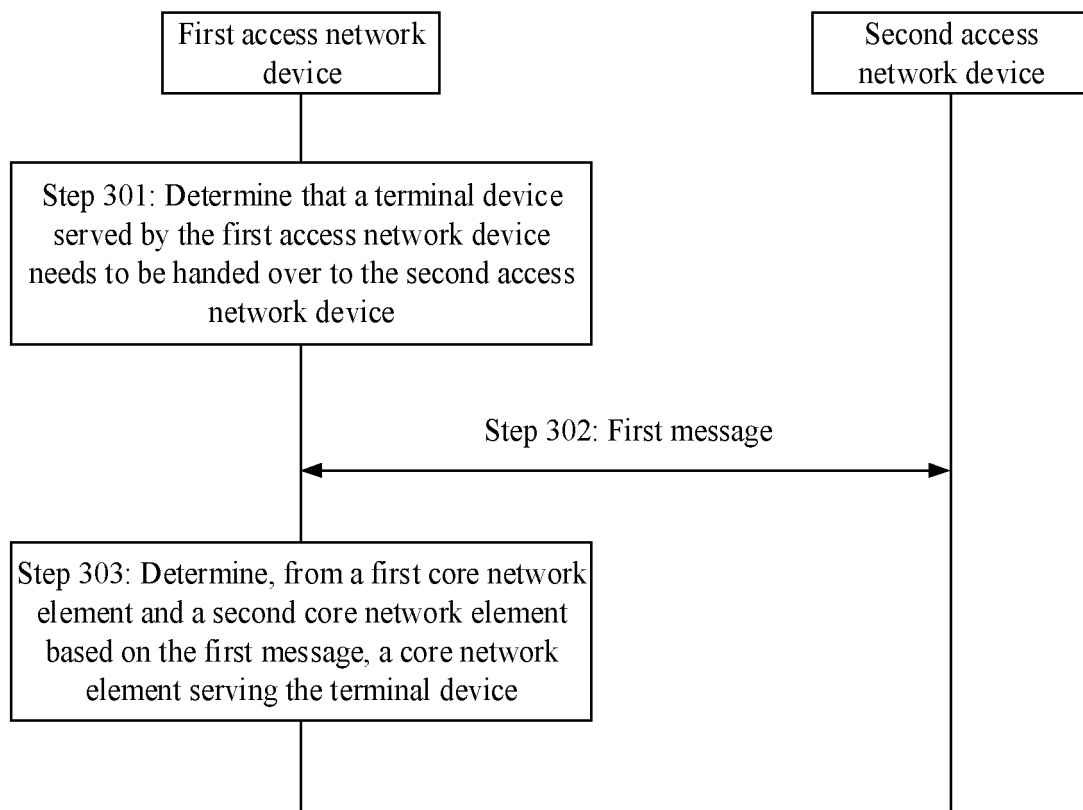 First access network
device
Second access
network device
Step 301: Determine that a terminal device
served by the first access network device
needs to be handed over to the second access
network device
Step 302: First message
Step 303: Determine, from a first core network
element and a second core network element
based on the first message, a core network
element serving the terminal device